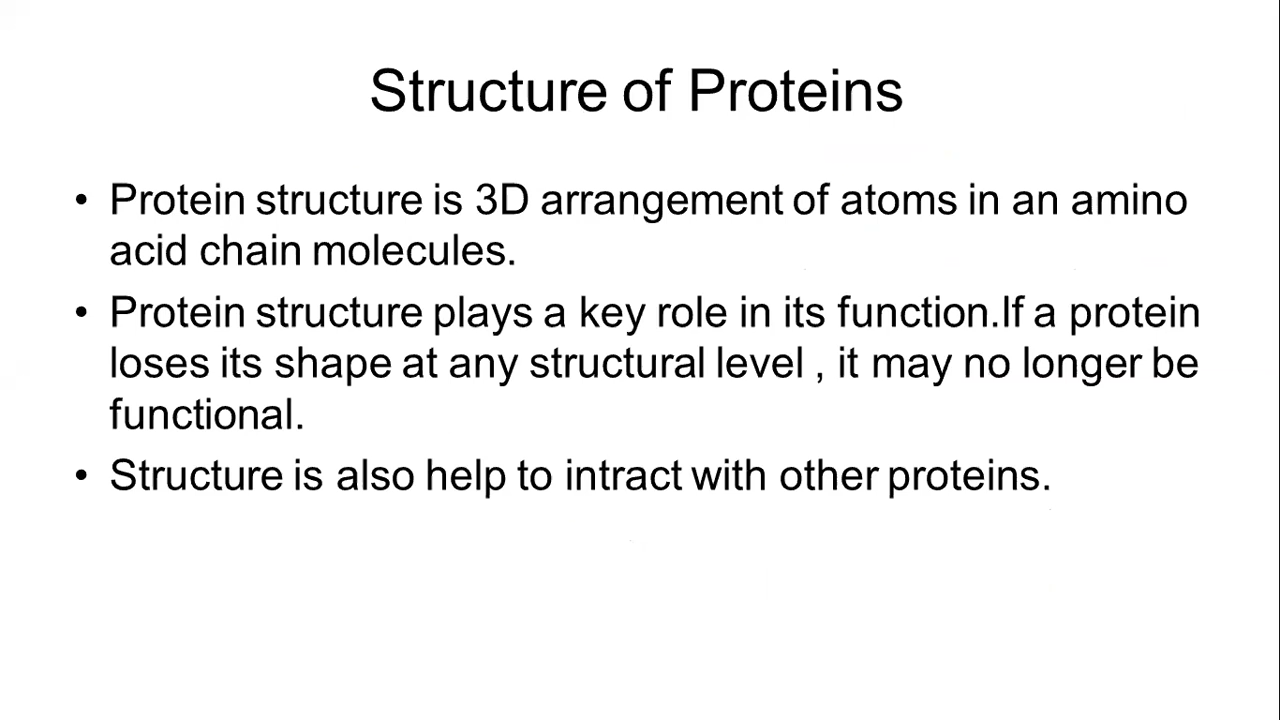 Structure of Proteins
• Protein structure is 3D arrangement of atoms in an amino
acid chain molecules.
• Protein structure plays a key role in its function.If a protein
loses its shape at any structural level , it may no longer be
functional.
• Structure is also help to intract with other proteins.